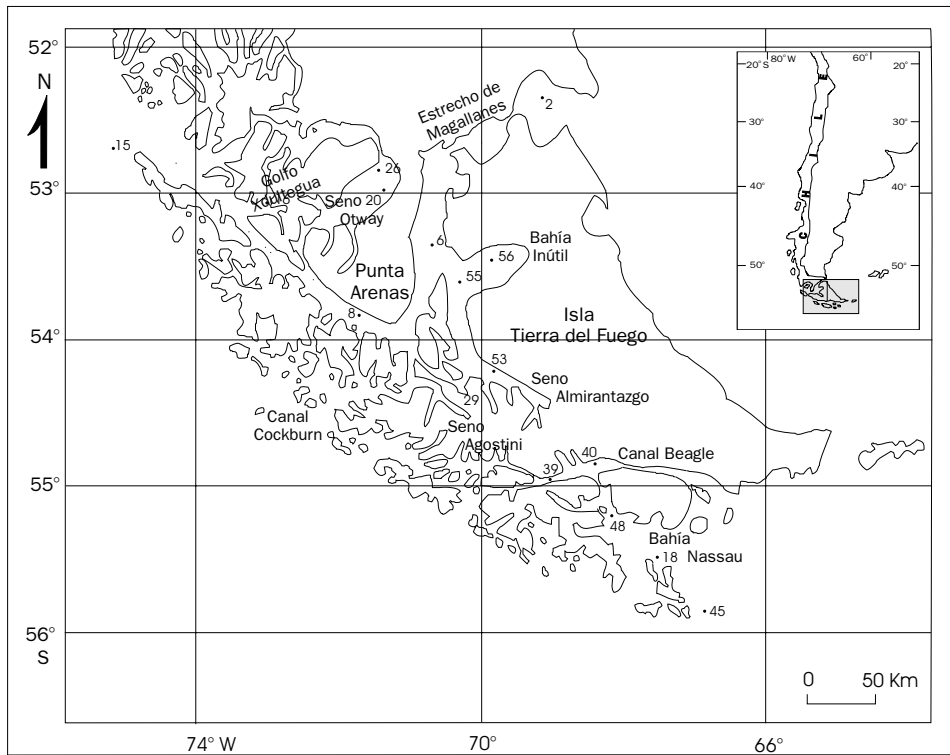 52°
N
Estrecho de
Magallanes
2
15
53°
Golfo
Xaultegua
26
Seno 20
Otway
6
56
Bahía
Inútil
55
Punta
Arenas
8
Isla
Tierra del Fuego
54°
53
Seno
Almirantazgo
29
Canal
Cockburn
Seno
Agostini
39
40
Canal Beagle
55°
48
Bahía
Nassau
18
45
56°
S
0 50 Km
74° W
70°
66°
80° W
60°
20° S
20°
30°
30°
40°
40°
50°
50°
C H I L E